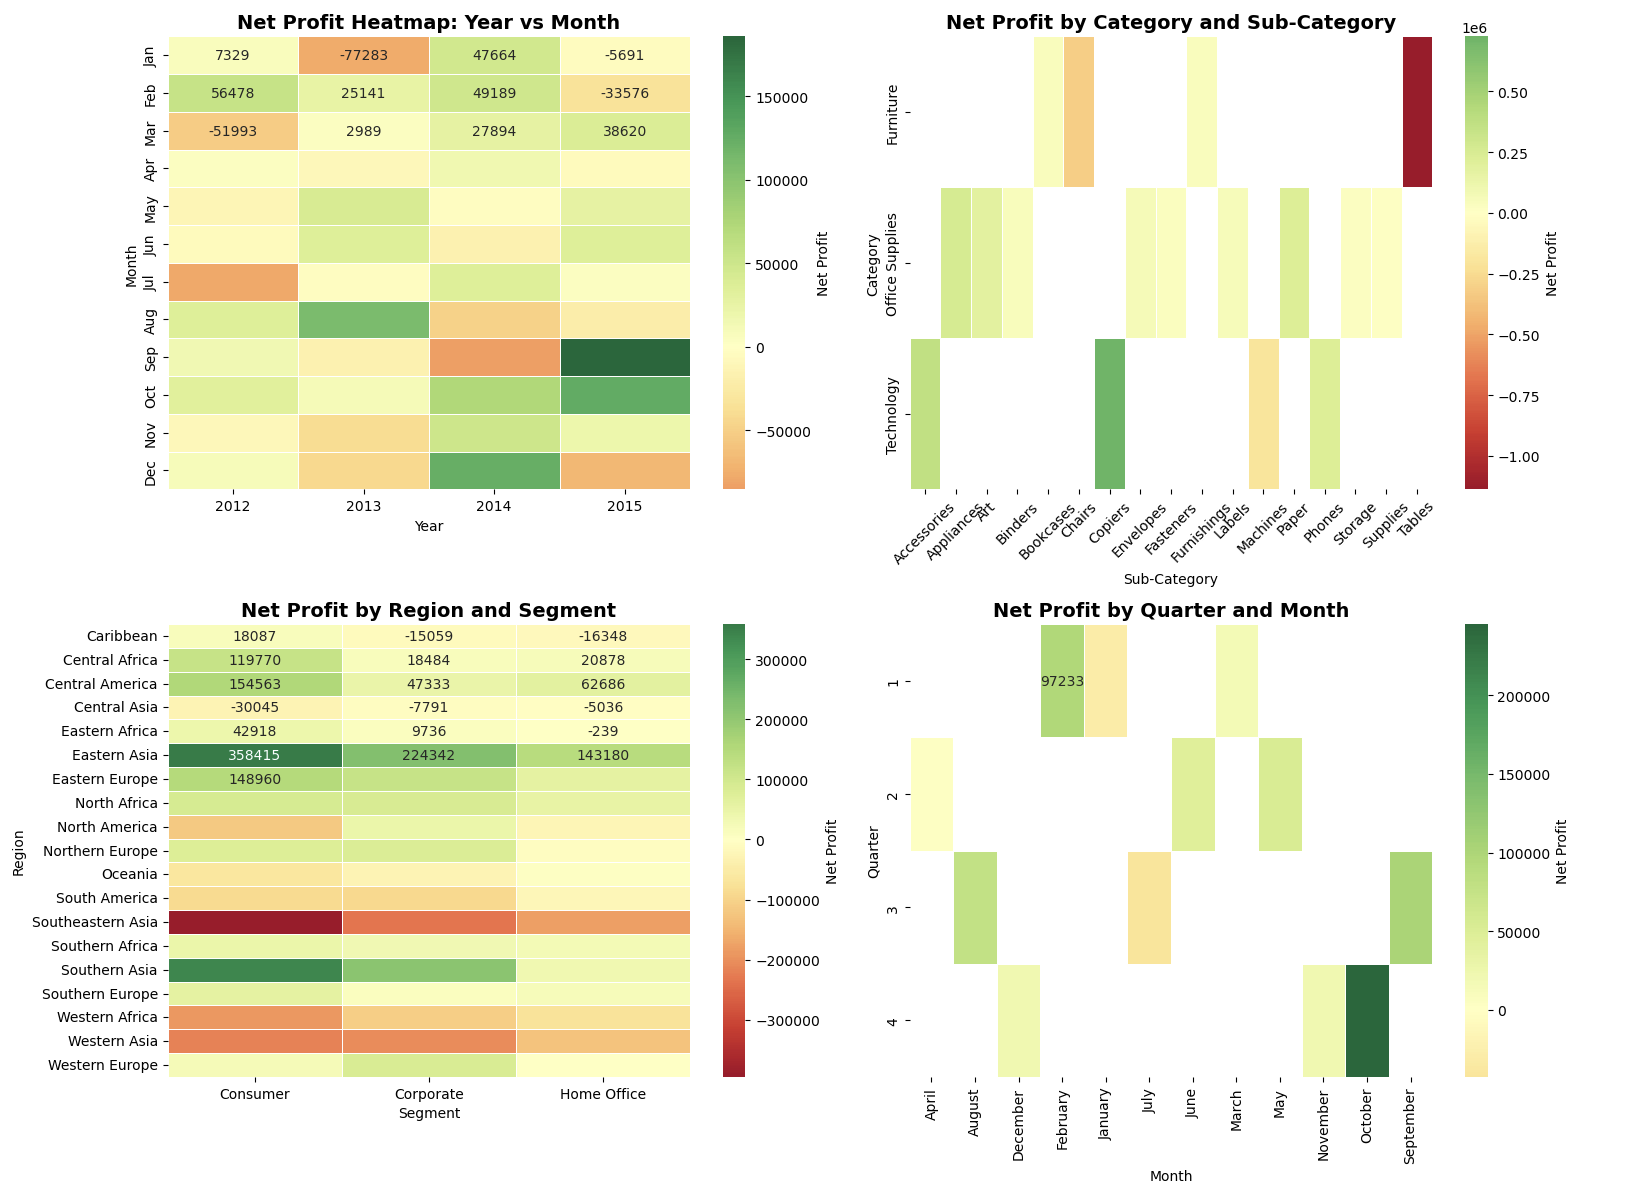 Net Profit Heatmap: Year vs Month
Month
Jan 7329 -77283 47664 -5691
Feb 56478 25141 49189 -33576
Mar -51993 2989 27894 38620
Apr
May
Jun
Jul
Aug
Sep
Oct
Nov
Dec
2012 2013 2014 2015
Year
150000
100000
50000
0
−50000
Net Profit
Net Profit by Category and Sub-Category
1e6
Category
Furniture
Office Supplies
Technology
Accessories Appliances Art Binders Bookcases Chairs Copiers Envelopes Fasteners Furnishings Labels Machines Paper Phones Storage Supplies Tables
Sub-Category
0.50
0.25
0.00
−0.25
−0.50
−0.75
−1.00
Net Profit
Net Profit by Region and Segment
Region
Caribbean 18087 -15059 -16348
Central Africa 119770 18484 20878
Central America 154563 47333 62686
Central Asia -30045 -7791 -5036
Eastern Africa 42918 9736 -239
Eastern Asia 358415 224342 143180
Eastern Europe 148960
North Africa
North America
Northern Europe
Oceania
South America
Southeastern Asia
Southern Africa
Southern Asia
Southern Europe
Western Africa
Western Asia
Western Europe
Consumer Corporate Home Office
Segment
300000
200000
100000
0
−100000
−200000
−300000
Net Profit
Net Profit by Quarter and Month
Quarter
1 97233
2
3
4
April August December February January July June March May November October September
Month
200000
150000
100000
50000
0
Net Profit